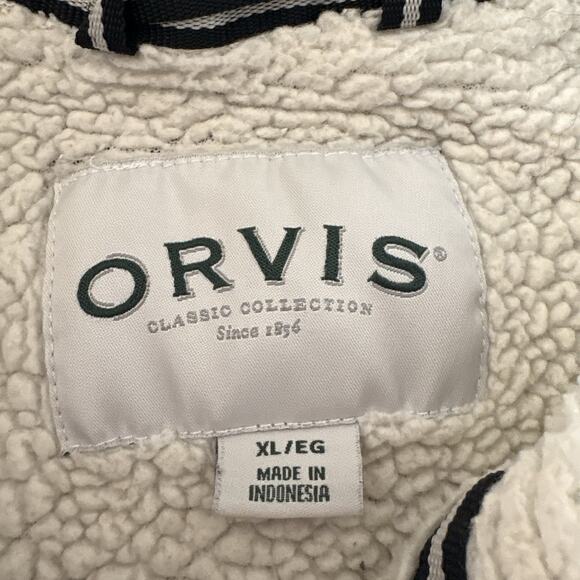 ORVIS®
CLASSIC COLLECTION
Since 1856
XL/EG
MADE IN
INDONESIA